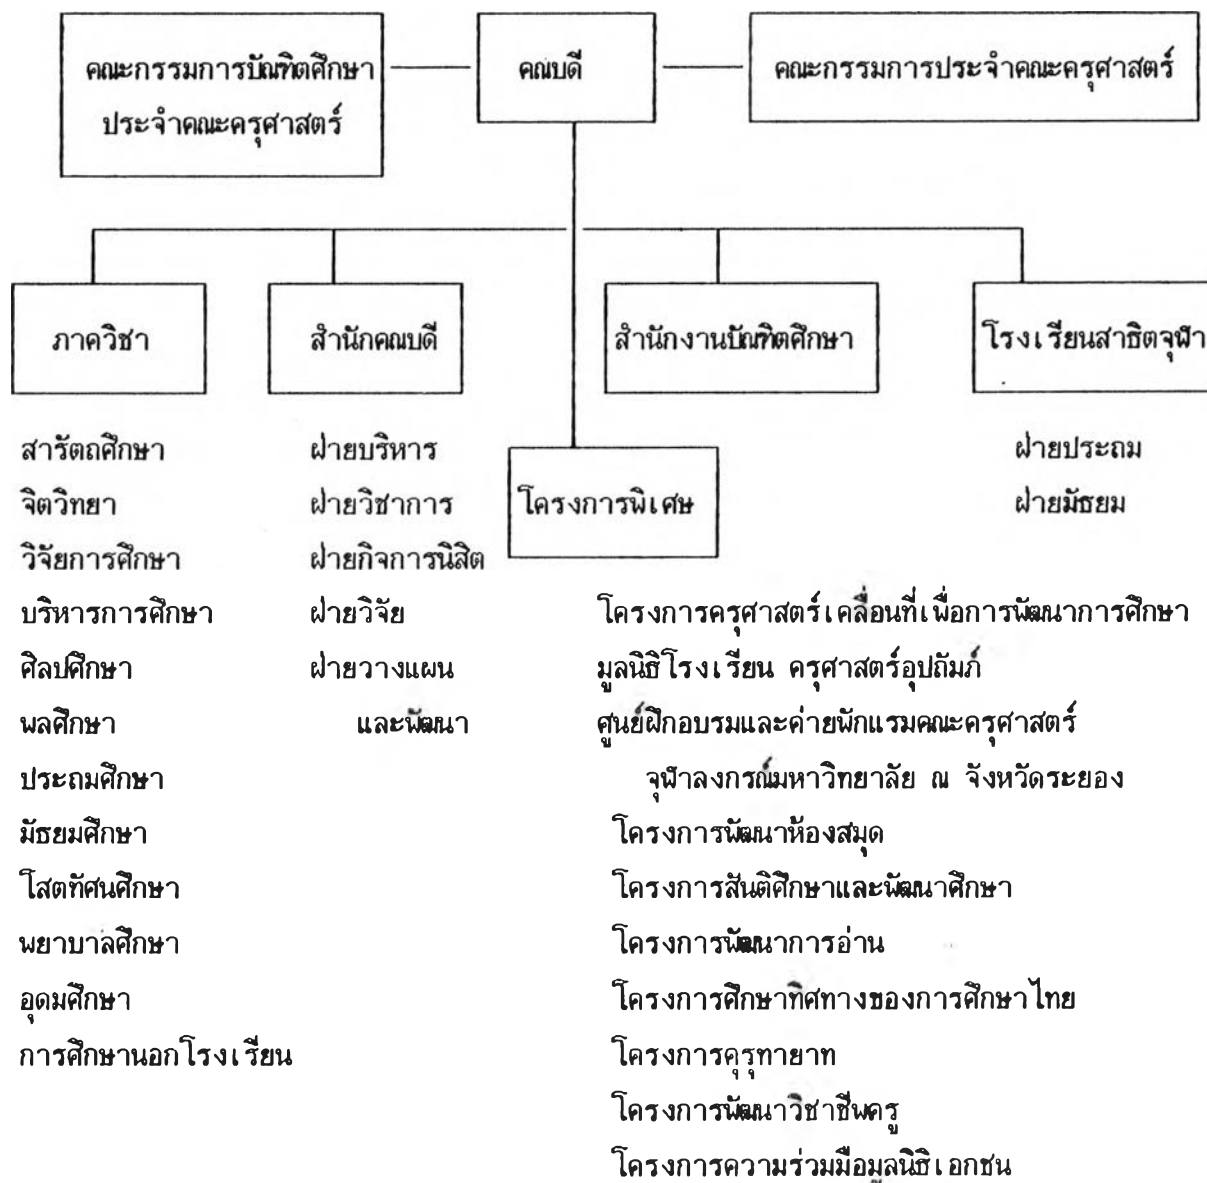 คณะกรรมการบัณฑิตศึกษา
ประจำคณะครุศาสตร์
คณบดี
คณะกรรมการประจำคณะครุศาสตร์
ภาควิชา
สำนักคณบดี
สำนักงานบัณฑิตศึกษา
โรงเรียนสาธิตจุฬา
สารัตถศึกษา
จิตวิทยา
วิจัยการศึกษา
บริหารการศึกษา
ศิลปศึกษา
พลศึกษา
ประถมศึกษา
มัธยมศึกษา
โสตทัศนศึกษา
พยาบาลศึกษา
อุดมศึกษา
การศึกษานอกโรงเรียน
ฝ่ายบริหาร
ฝ่ายวิชาการ
ฝ่ายกิจการนิสิต
ฝ่ายวิจัย
ฝ่ายวางแผน
และพัฒนา
โครงการพิเศษ
ฝ่ายประถม
ฝ่ายมัธยม
โครงการครุศาสตร์เคลื่อนที่เพื่อการพัฒนาการศึกษา
มูลนิธิโรงเรียน ครุศาสตร์อุปถัมภ์
ศูนย์ฝึกอบรมและค่ายพักแรมคณะครุศาสตร์
จุฬาลงกรณ์มหาวิทยาลัย ณ จังหวัดระยอง
โครงการพัฒนาห้องสมุด
โครงการสันติศึกษาและพัฒนาศึกษา
โครงการพัฒนาการอ่าน
โครงการศึกษาทิศทางของการศึกษาไทย
โครงการคุรุทายาท
โครงการพัฒนาวิชาชีพครู
โครงการความร่วมมือมูลนิธิเอกชน